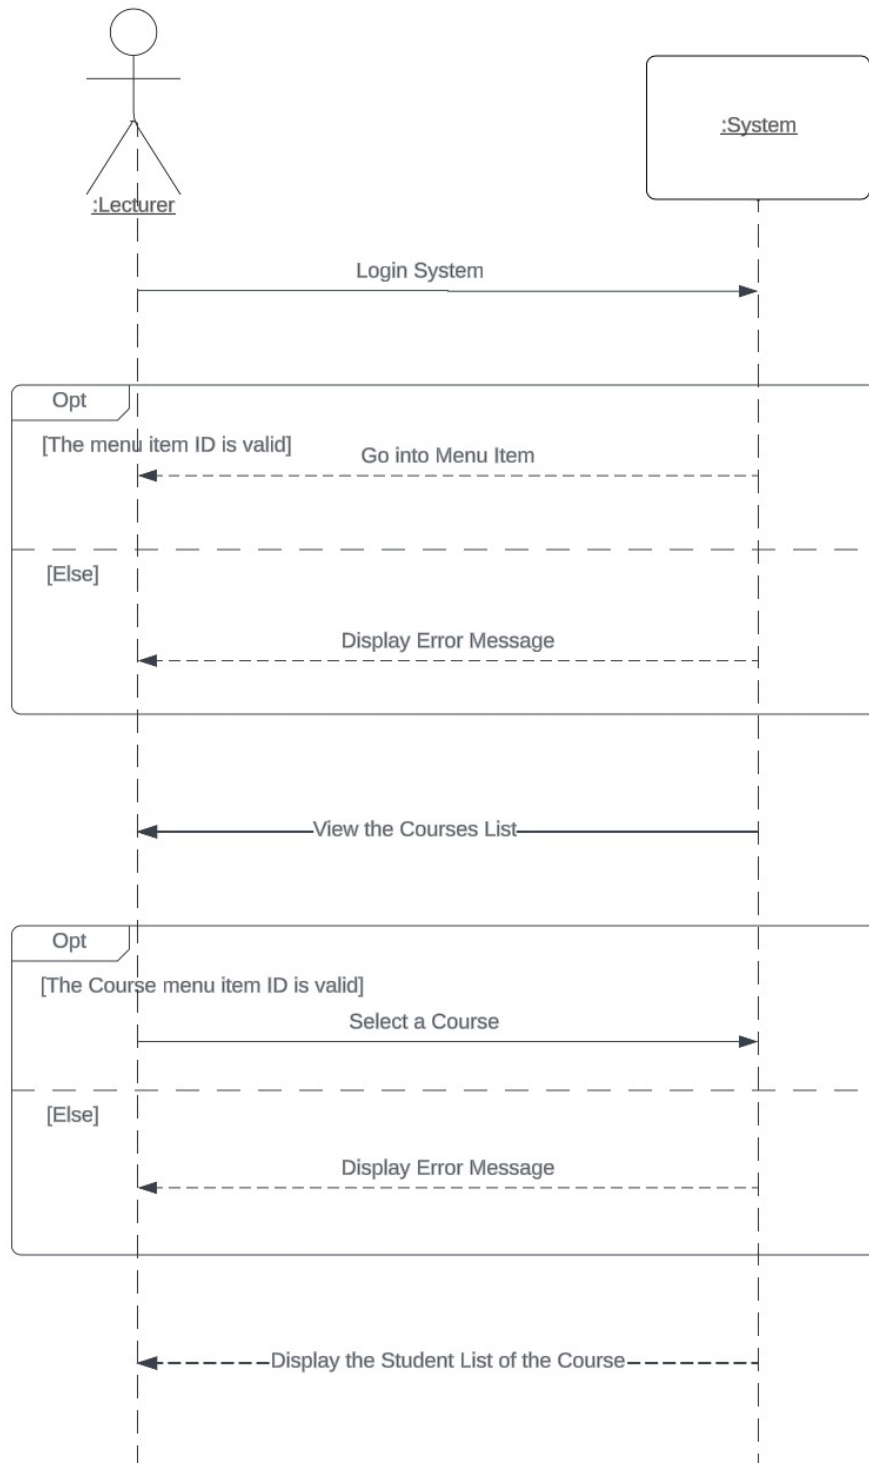 :System
:Lecturer
Login System
Opt
[The menu item ID is valid]
Go into Menu Item
[Else]
Display Error Message
View the Courses List
Opt
[The Course menu item ID is valid]
Select a Course
[Else]
Display Error Message
Display the Student List of the Course